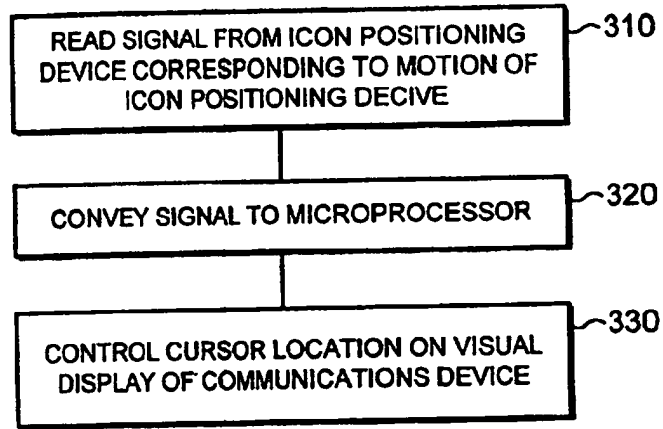 READ SIGNAL FROM ICON POSITIONING
DEVICE CORRESPONDING TO MOTION OF
ICON POSITIONING DECIVE
310
CONVEY SIGNAL TO MICROPROCESSOR
320
CONTROL CURSOR LOCATION ON VISUAL
DISPLAY OF COMMUNICATIONS DEVICE
330